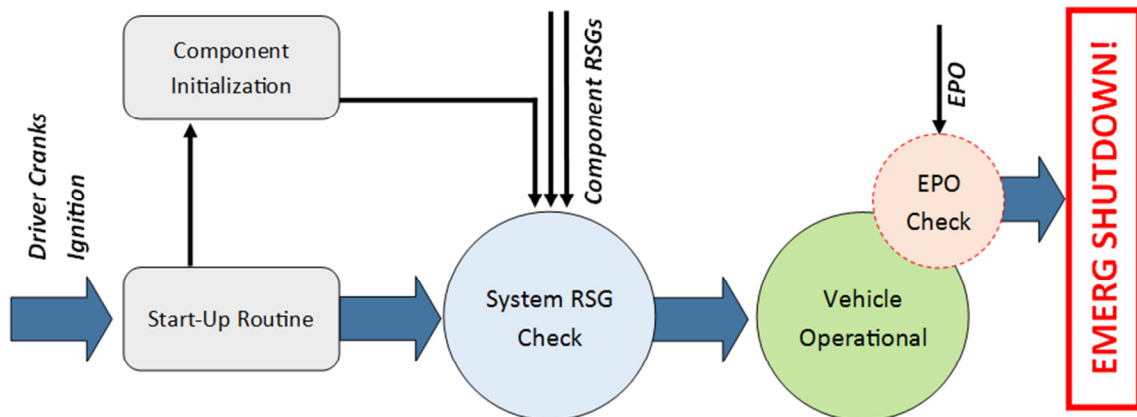 Driver Cranks
Ignition
Component
Initialization
Start-Up Routine
Component RSGs
System RSG
Check
Vehicle
Operational
EPO
EPO
Check
EMERG SHUTDOWN!